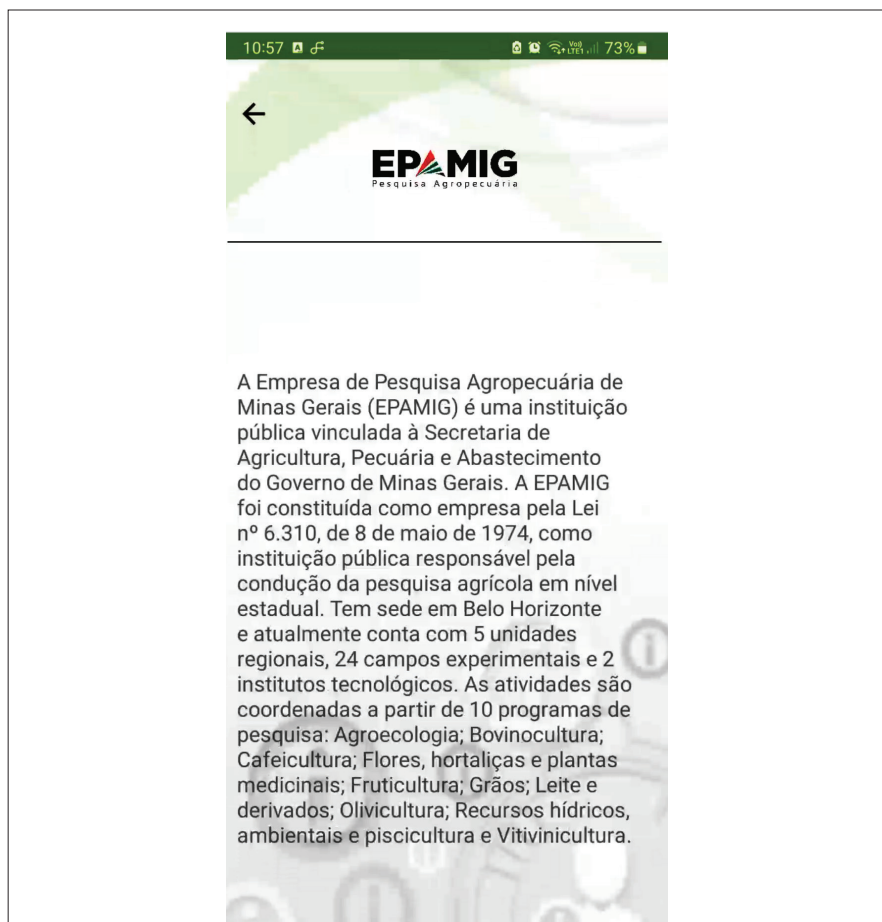 10:57
Vo)) LTE1 73%
EPAMIG
Pesquisa Agropecuária
A Empresa de Pesquisa Agropecuária de
Minas Gerais (EPAMIG) é uma instituição
pública vinculada à Secretaria de
Agricultura, Pecuária e Abastecimento
do Governo de Minas Gerais. A EPAMIG
foi constituída como empresa pela Lei
nº 6.310, de 8 de maio de 1974, como
instituição pública responsável pela
condução da pesquisa agrícola em nível
estadual. Tem sede em Belo Horizonte
e atualmente conta com 5 unidades
regionais, 24 campos experimentais e 2
institutos tecnológicos. As atividades são
coordenadas a partir de 10 programas de
pesquisa: Agroecologia; Bovinocultura;
Cafeicultura; Flores, hortaliças e plantas
medicinais; Fruticultura; Grãos; Leite e
derivados; Olivicultura; Recursos hídricos,
ambientais e piscicultura e Vitivinicultura.